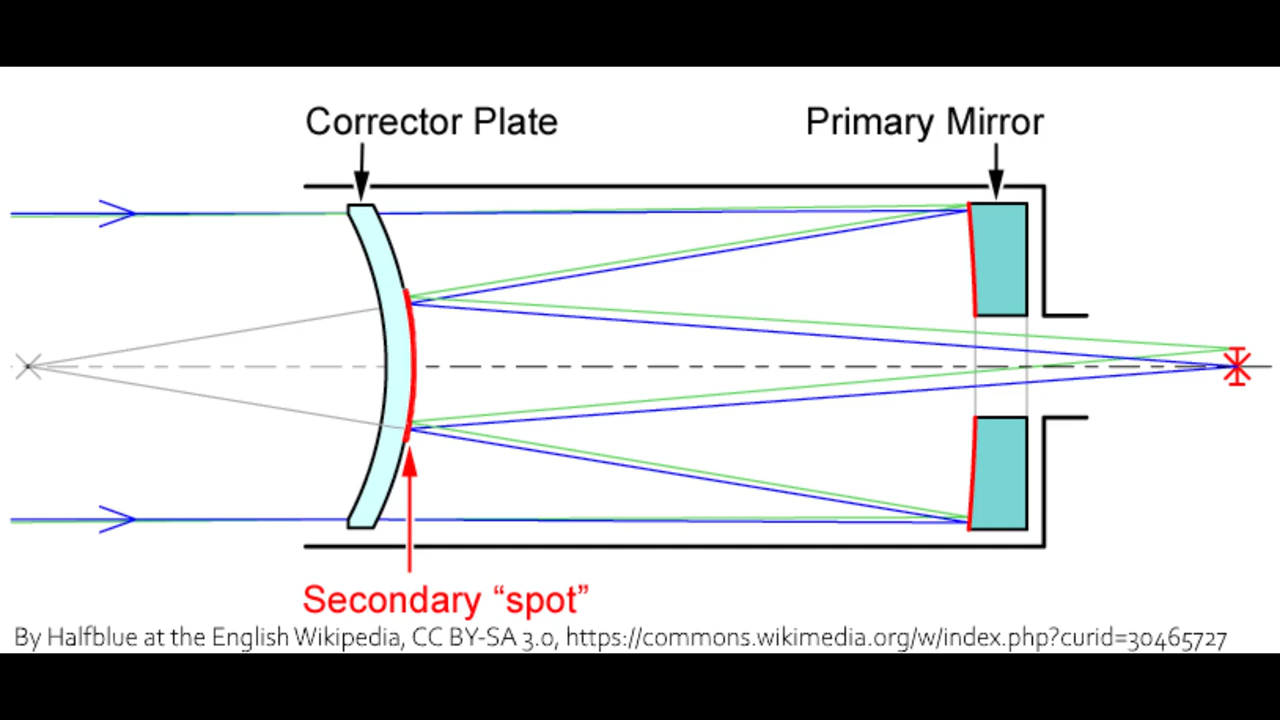 Corrector Plate
Primary Mirror
Secondary “spot”
By Halfblue at the English Wikipedia, CC BY-SA 3.0, https://commons.wikimedia.org/w/index.php?curid=30465727